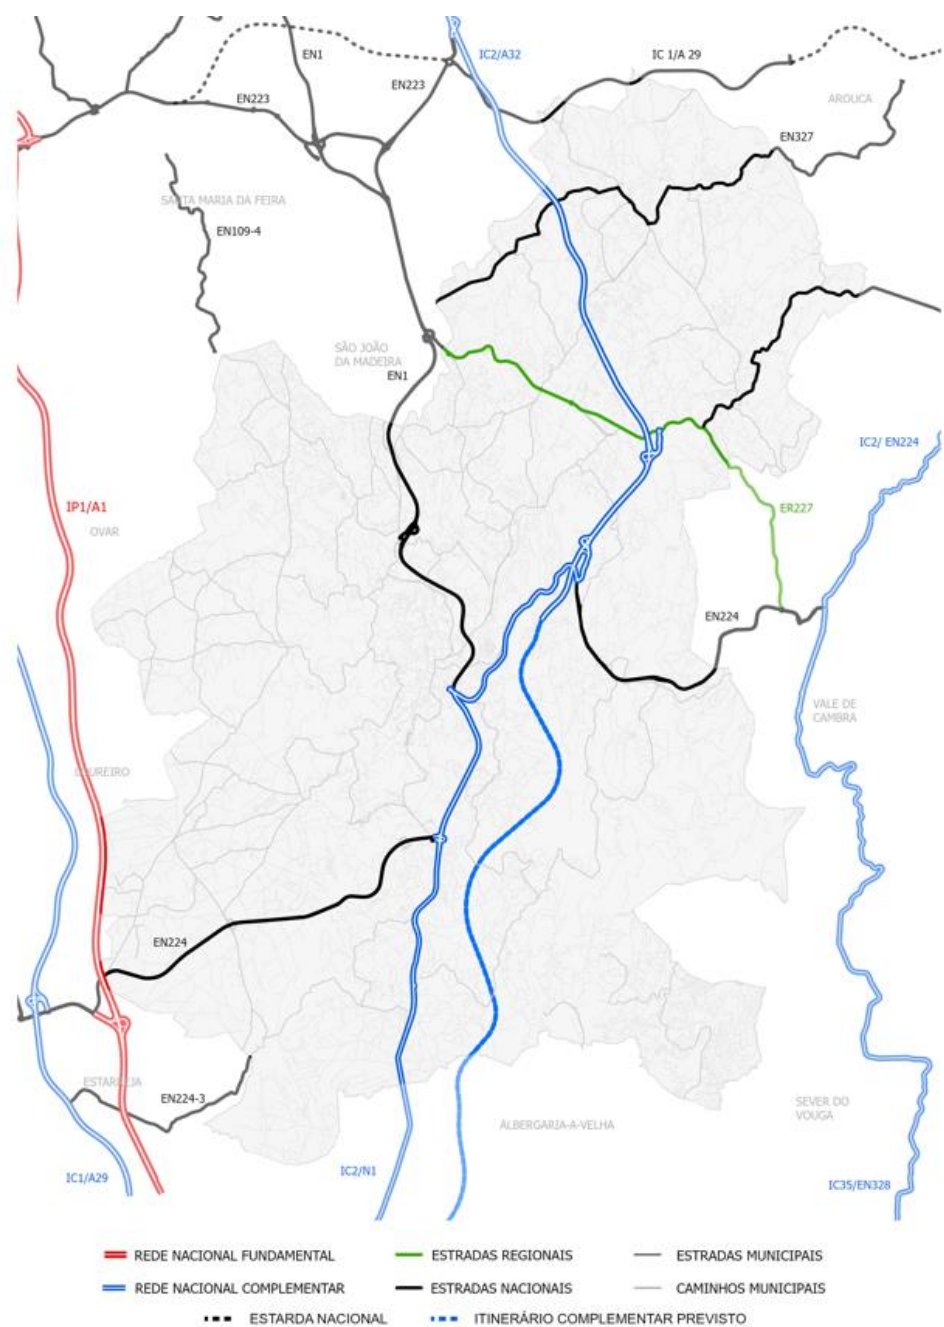 EN1
IC2/A32
IC 1/A 29
EN223
EN223
AROUCA
EN327
SANTA MARIA DA FEIRA
EN109-4
SÃO JOÃO
DA MADEIRA
EN1
IC2/ EN224
IP1/A1
OVAR
ER227
EN224
VALE DE
CAMBRA
LOUREIRO
EN224
ESTARREJA
EN224-3
ALBERGARIA-A-VELHA
SEVER DO
VOUGA
IC1/A29
IC2/N1
IC35/EN328
REDE NACIONAL FUNDAMENTAL
ESTRADAS REGIONAIS
ESTRADAS MUNICIPAIS
REDE NACIONAL COMPLEMENTAR
ESTRADAS NACIONAIS
CAMINHOS MUNICIPAIS
ESTARDA NACIONAL
ITINERÁRIO COMPLEMENTAR PREVISTO